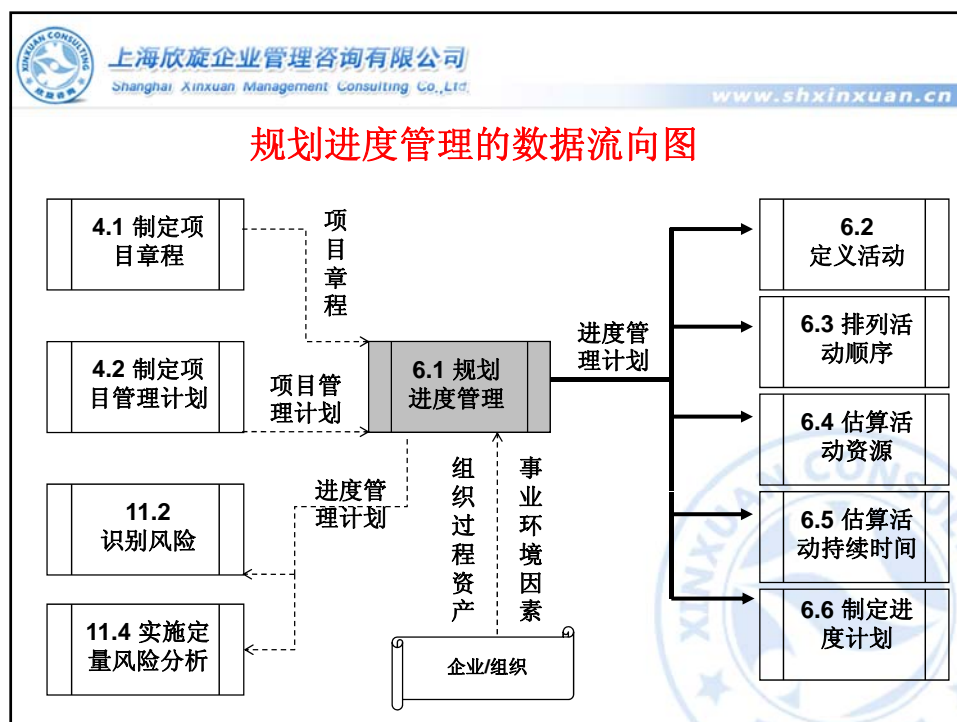 XINXUAN CONSULTING
欣旋咨询
上海欣旋企业管理咨询有限公司
Shanghai Xinxuan Management Consulting Co.,Ltd.
www.shxinxuan.cn
规划进度管理的数据流向图
4.1 制定项
目章程
项目章程
6.2
定义活动
4.2 制定项
目管理计划
项目管
理计划
6.1 规划
进度管理
进度管
理计划
6.3 排列活
动顺序
6.4 估算活
动资源
11.2
识别风险
进度管
理计划
组织过程资产
事业环境因素
6.5 估算活
动持续时间
11.4 实施定
量风险分析
企业/组织
6.6 制定进
度计划
XINXUAN CONSU